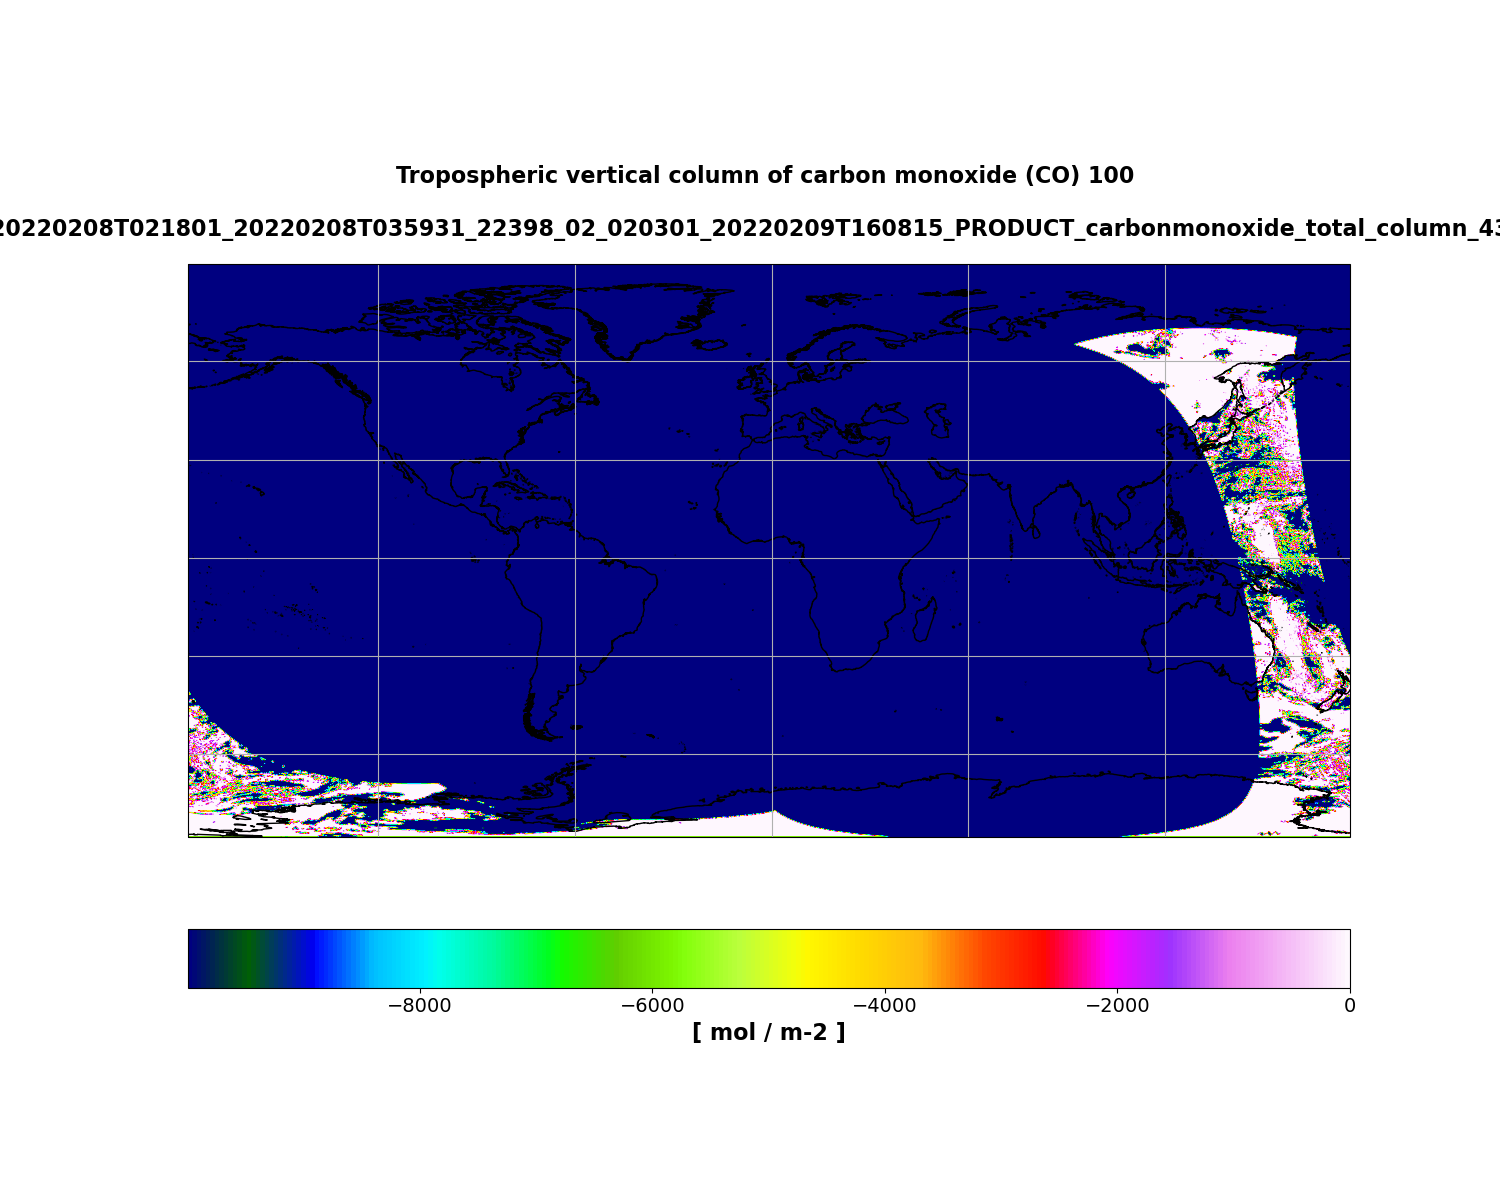 Tropospheric vertical column of carbon monoxide (CO) 100
20220208T021801_20220208T035931_22398_02_020301_20220209T160815_PRODUCT_carbonmonoxide_total_column_43
−8000 −6000 −4000 −2000 0
[ mol / m-2 ]